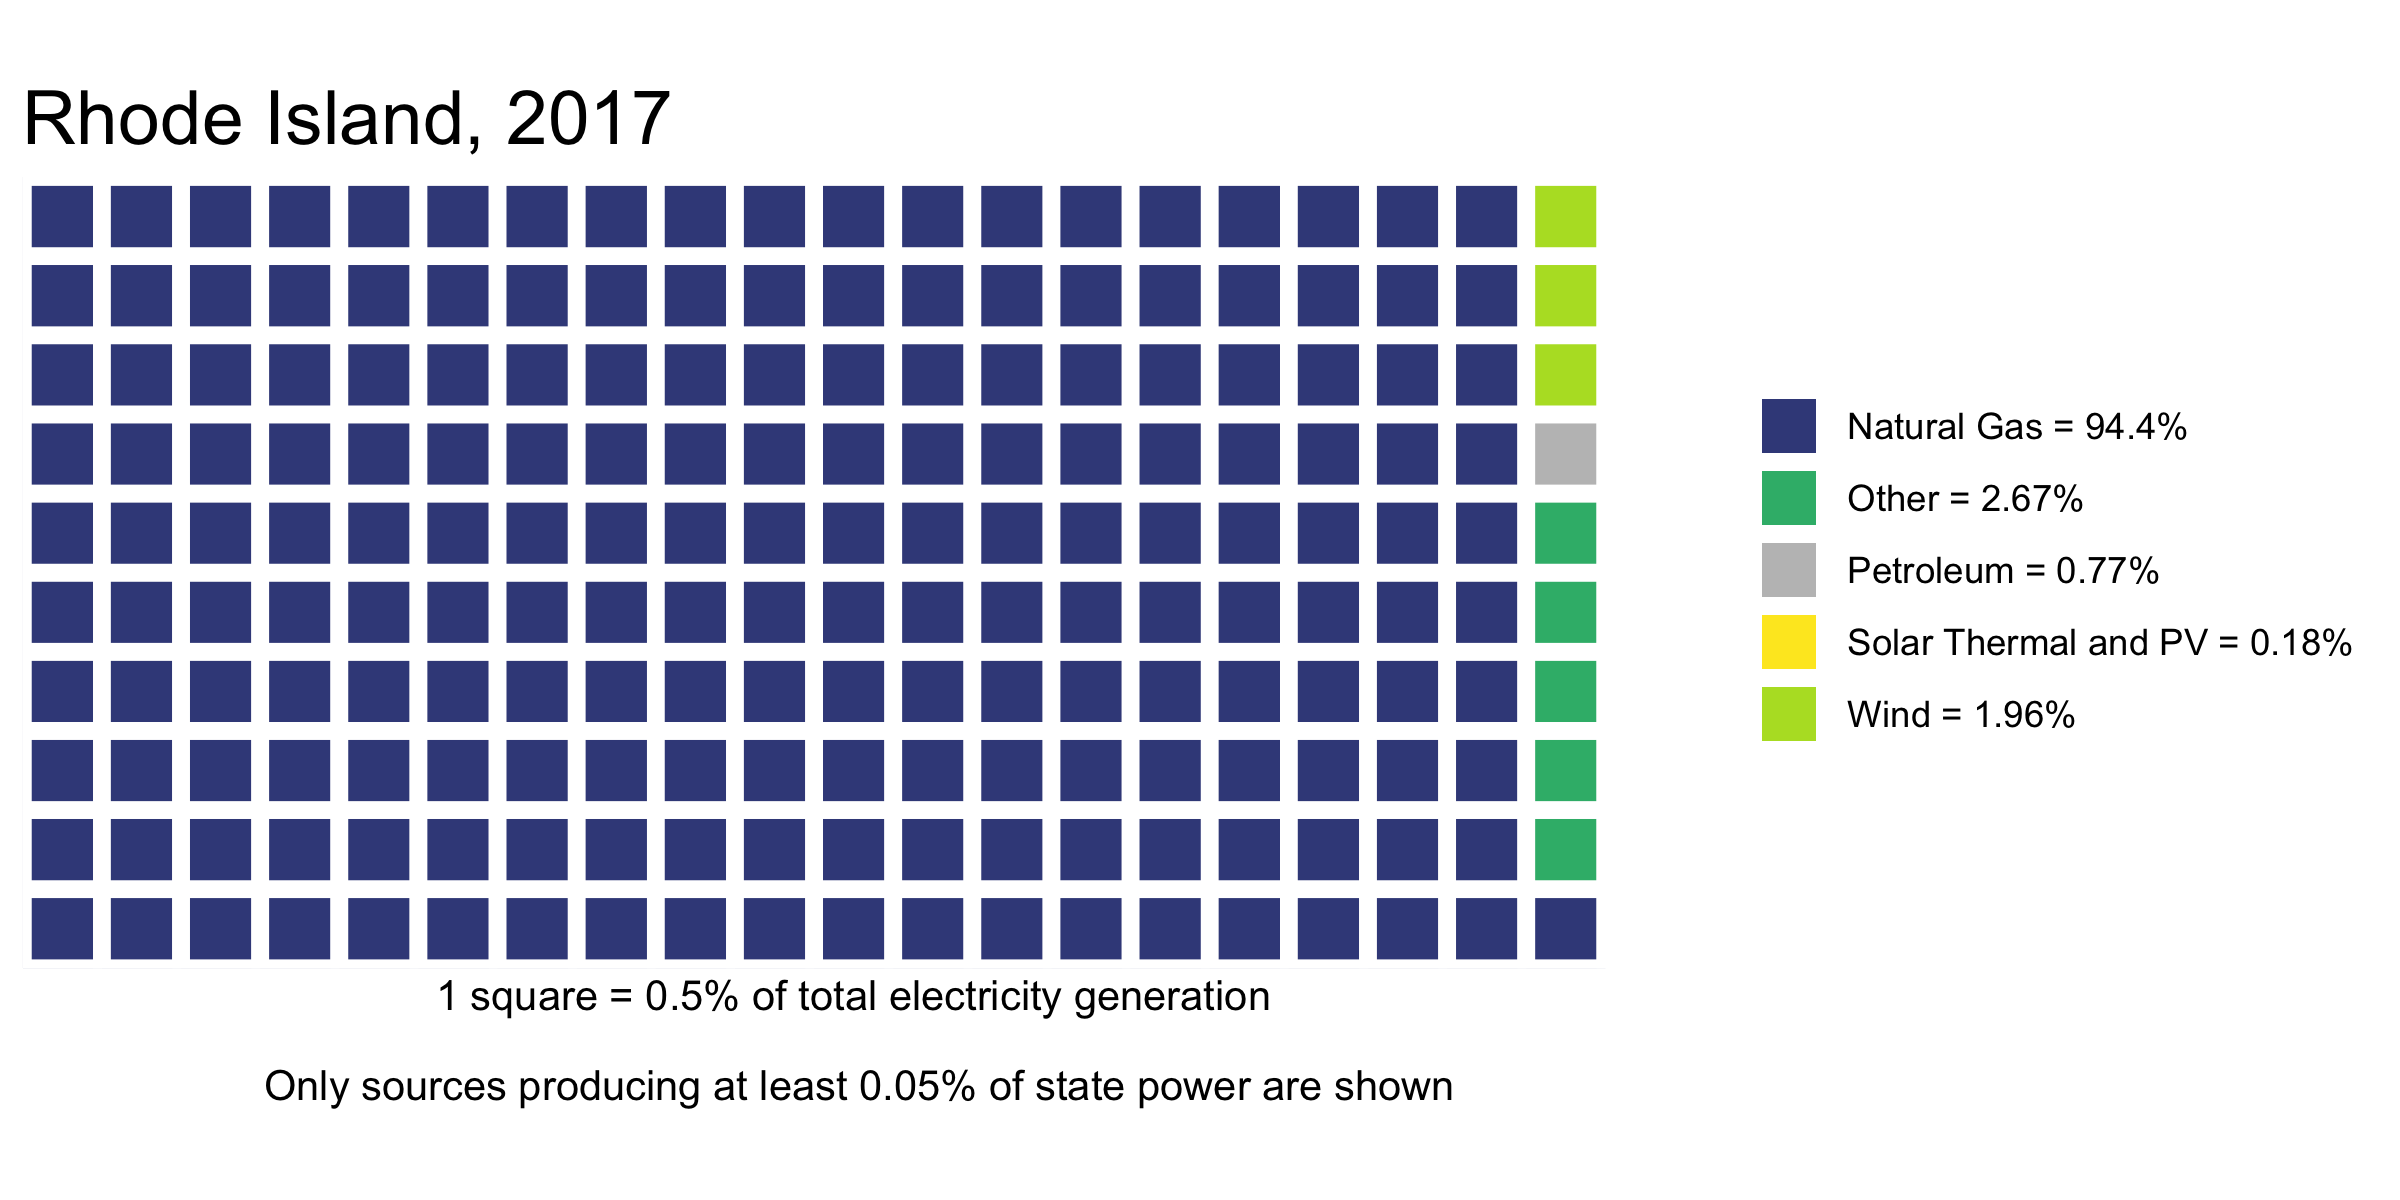 Rhode Island, 2017
Natural Gas = 94.4%
Other = 2.67%
Petroleum = 0.77%
Solar Thermal and PV = 0.18%
Wind = 1.96%
1 square = 0.5% of total electricity generation
Only sources producing at least 0.05% of state power are shown